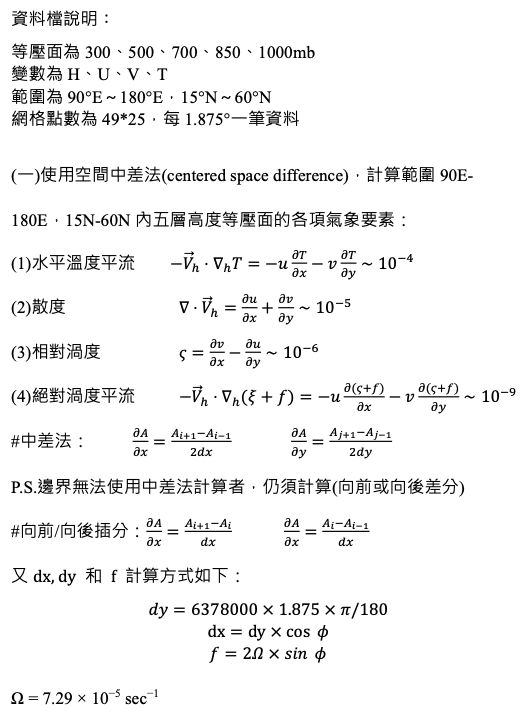 資料檔說明：
等壓面為 300、500、700、850、1000mb
變數為 H、U、V、T
範圍為 90°E～180°E，15°N～60°N
網格點數為 49*25，每 1.875°一筆資料
(一)使用空間中差法(centered space difference)，計算範圍 90E-
180E，15N-60N 內五層高度等壓面的各項氣象要素：
(1)水平溫度平流 $-\vec{V}_h \cdot \nabla_h T = -u\frac{\partial T}{\partial x} - v\frac{\partial T}{\partial y} \sim 10^{-4}$
(2)散度 $\nabla \cdot \vec{V}_h = \frac{\partial u}{\partial x} + \frac{\partial v}{\partial y} \sim 10^{-5}$
(3)相對渦度 $\varsigma = \frac{\partial v}{\partial x} - \frac{\partial u}{\partial y} \sim 10^{-6}$
(4)絕對渦度平流 $-\vec{V}_h \cdot \nabla_h(\xi + f) = -u\frac{\partial(\varsigma+f)}{\partial x} - v\frac{\partial(\varsigma+f)}{\partial y} \sim 10^{-9}$
#中差法： $\frac{\partial A}{\partial x} = \frac{A_{i+1}-A_{i-1}}{2dx}$ $\frac{\partial A}{\partial y} = \frac{A_{j+1}-A_{j-1}}{2dy}$
P.S.邊界無法使用中差法計算者，仍須計算(向前或向後差分)
#向前/向後插分：$\frac{\partial A}{\partial x} = \frac{A_{i+1}-A_i}{dx}$ $\frac{\partial A}{\partial x} = \frac{A_i-A_{i-1}}{dx}$
又 dx, dy 和 f 計算方式如下：
$dy = 6378000 \times 1.875 \times \pi/180$
$\mathrm{dx} = dy \times \cos \phi$
$f = 2\Omega \times sin\ \phi$
Ω = 7.29 × 10⁻⁵ sec⁻¹